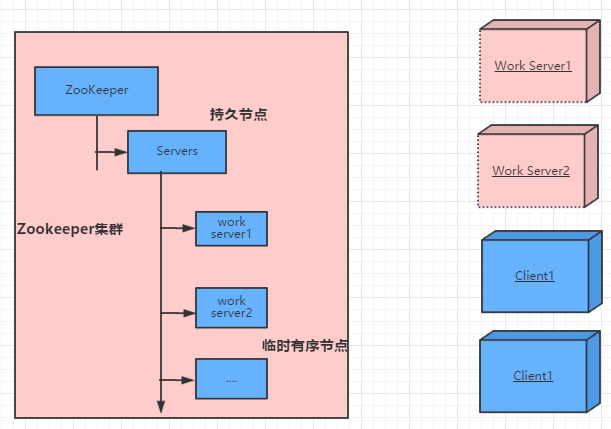 ZooKeeper
持久节点
Servers
Zookeeper集群
work
server1
work
server2
临时有序节点
....
Work Server1
Work Server2
Client1
Client1